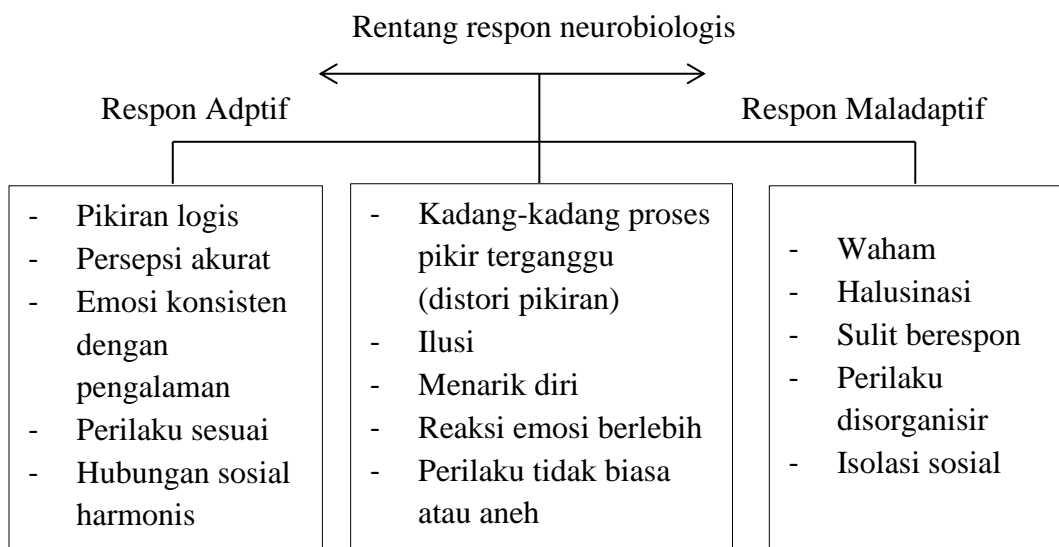 Rentang respon neurobiologis
Respon Adptif
Respon Maladaptif
- Pikiran logis
- Persepsi akurat
- Emosi konsisten
dengan
pengalaman
- Perilaku sesuai
- Hubungan sosial
harmonis
- Kadang-kadang proses
pikir terganggu
(distori pikiran)
- Ilusi
- Menarik diri
- Reaksi emosi berlebih
- Perilaku tidak biasa
atau aneh
- Waham
- Halusinasi
- Sulit berespon
- Perilaku
disorganisir
- Isolasi sosial